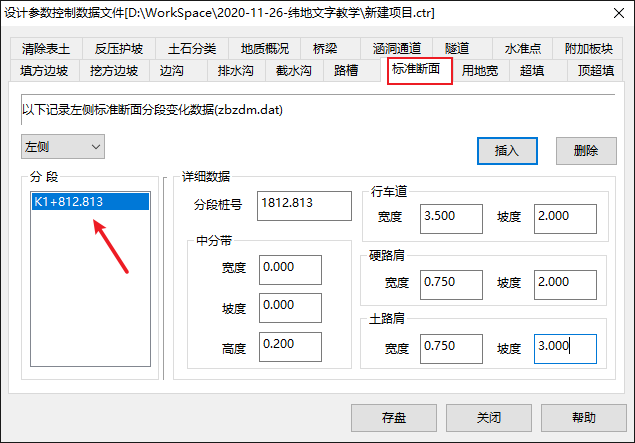 设计参数控制数据文件[D:\WorkSpace\2020-11-26-纬地文字教学\新建项目.ctr]
清除表土 反压护坡 土石分类 地质概况 桥梁 涵洞通道 隧道 水准点 附加板块
填方边坡 挖方边坡 边沟 排水沟 截水沟 路槽 标准断面 用地宽 超填 顶超填
以下记录左侧标准断面分段变化数据(zbzdm.dat)
左侧 插入 删除
分 段
K1+812.813
详细数据
分段桩号 1812.813
中分带
宽度 0.000
坡度 0.000
高度 0.200
行车道
宽度 3.500 坡度 2.000
硬路肩
宽度 0.750 坡度 2.000
土路肩
宽度 0.750 坡度 3.000
存盘 关闭 帮助